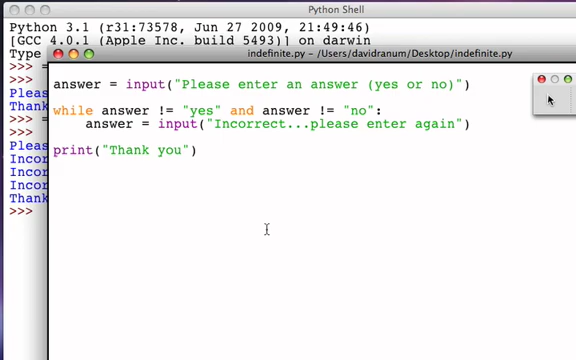 Python Shell
Python 3.1 (r31:73578, Jun 27 2009, 21:49:46)
[GCC 4.0.1 (Apple Inc. build 5493)] on darwin
Type
indefinite.py - /Users/davidranum/Desktop/indefinite.py
>>> =
>>>
Pleas
Thank
>>> =
>>>
Pleas
Incor
Incor
Incor
Thank
>>>
answer = input("Please enter an answer (yes or no)")
while answer != "yes" and answer != "no":
answer = input("Incorrect...please enter again")
print("Thank you")